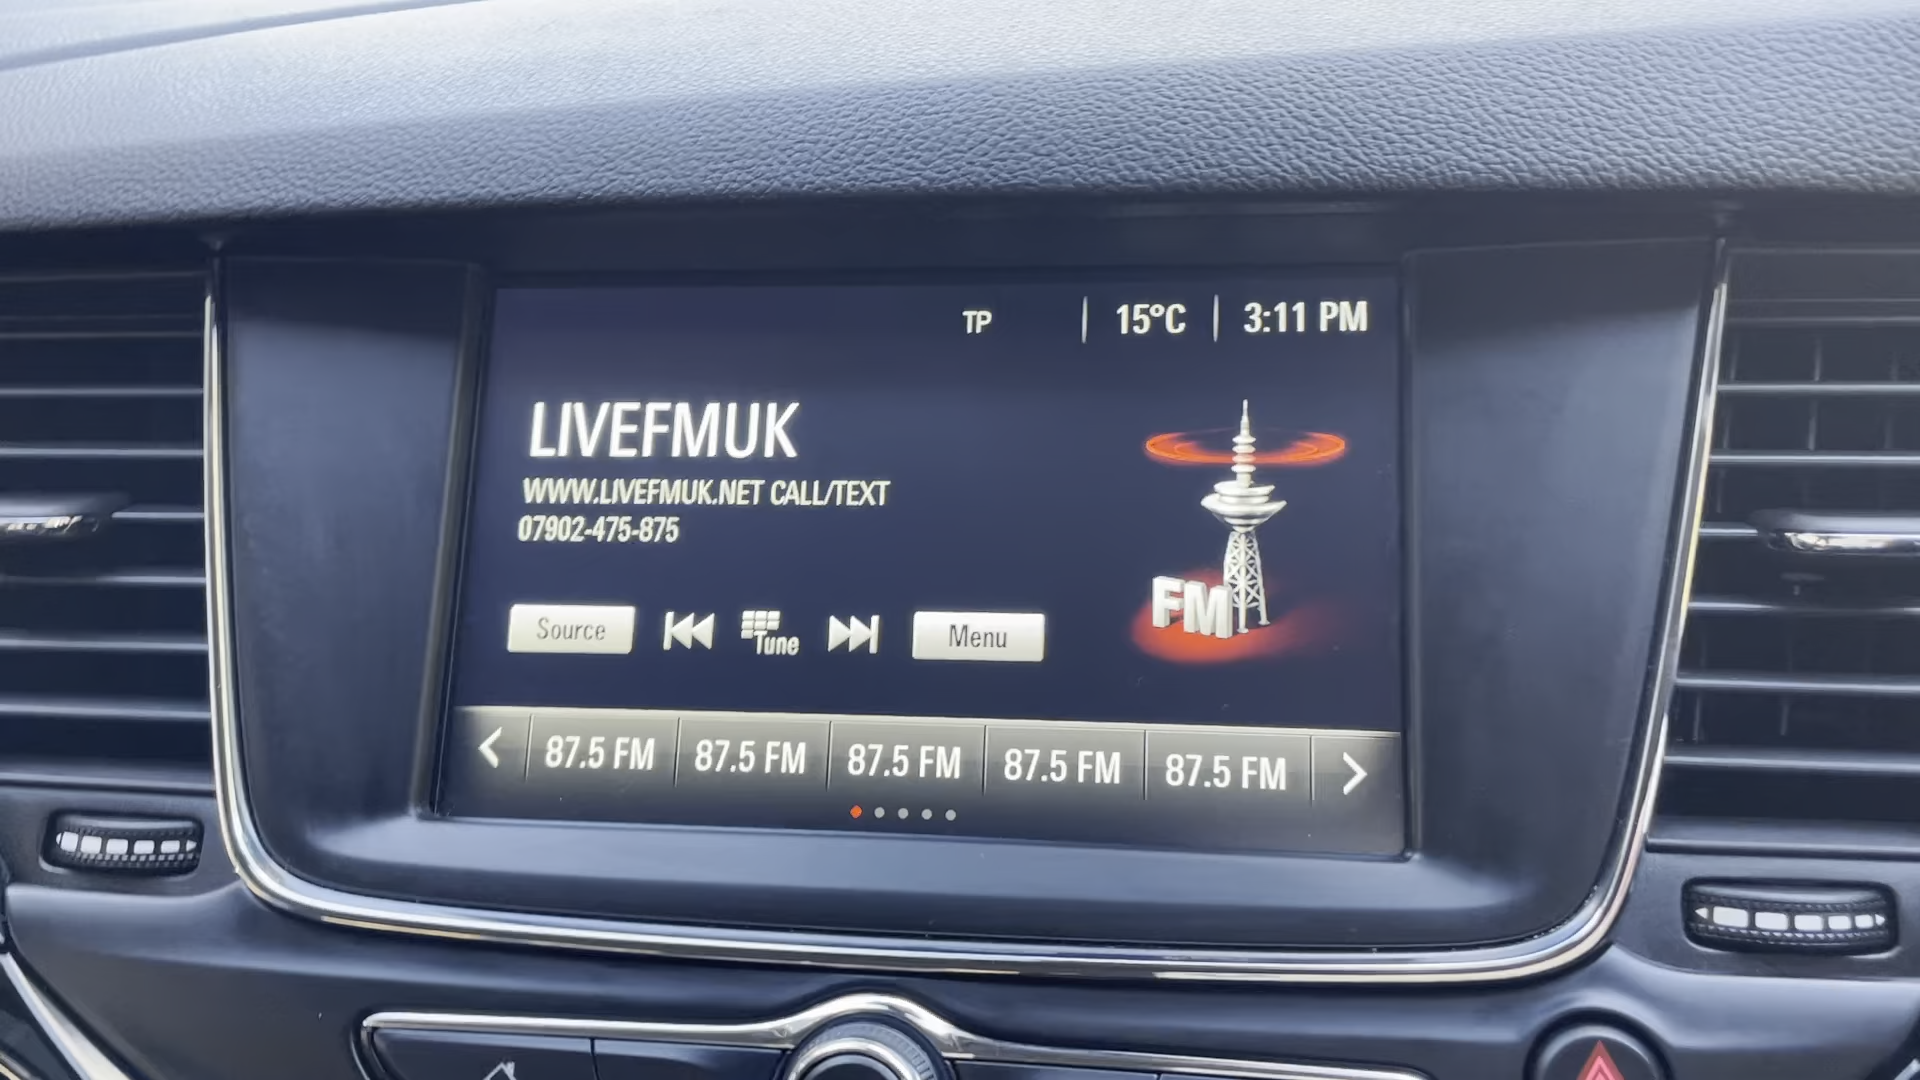 TP | 15°C | 3:11 PM
LIVEFMUK
WWW.LIVEFMUK.NET CALL/TEXT
07902-475-875
FM
Source Tune Menu
87.5 FM 87.5 FM 87.5 FM 87.5 FM 87.5 FM